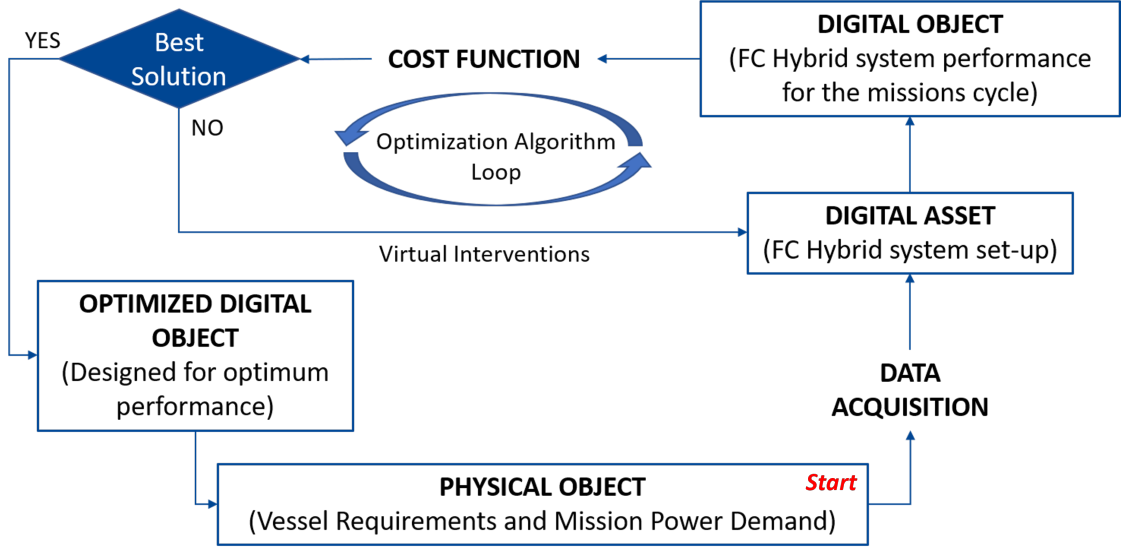 YES
Best
Solution
NO
COST FUNCTION
DIGITAL OBJECT
(FC Hybrid system performance
for the missions cycle)
Optimization Algorithm
Loop
DIGITAL ASSET
(FC Hybrid system set-up)
Virtual Interventions
OPTIMIZED DIGITAL
OBJECT
(Designed for optimum
performance)
DATA
ACQUISITION
PHYSICAL OBJECT
Start
(Vessel Requirements and Mission Power Demand)